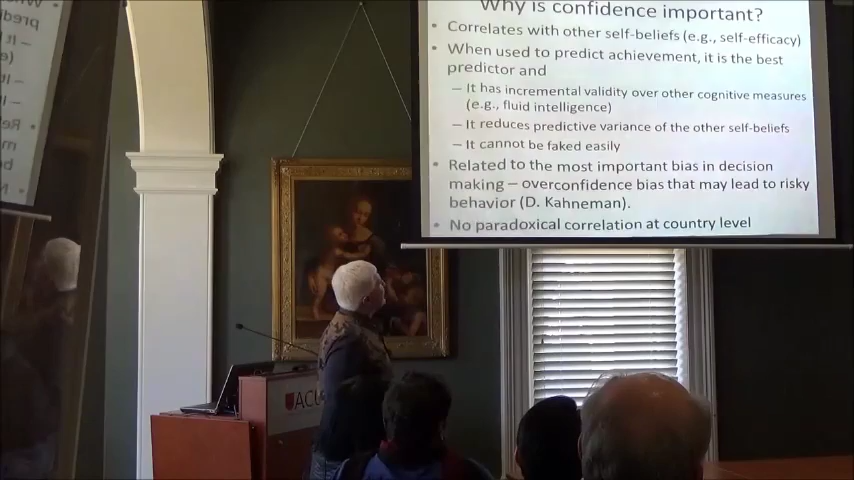 Why is confidence important?
• Correlates with other self-beliefs (e.g., self-efficacy)
• When used to predict achievement, it is the best
predictor and
– It has incremental validity over other cognitive measures
(e.g., fluid intelligence)
– It reduces predictive variance of the other self-beliefs
– It cannot be faked easily
• Related to the most important bias in decision
making – overconfidence bias that may lead to risky
behavior (D. Kahneman).
• No paradoxical correlation at country level
ACU